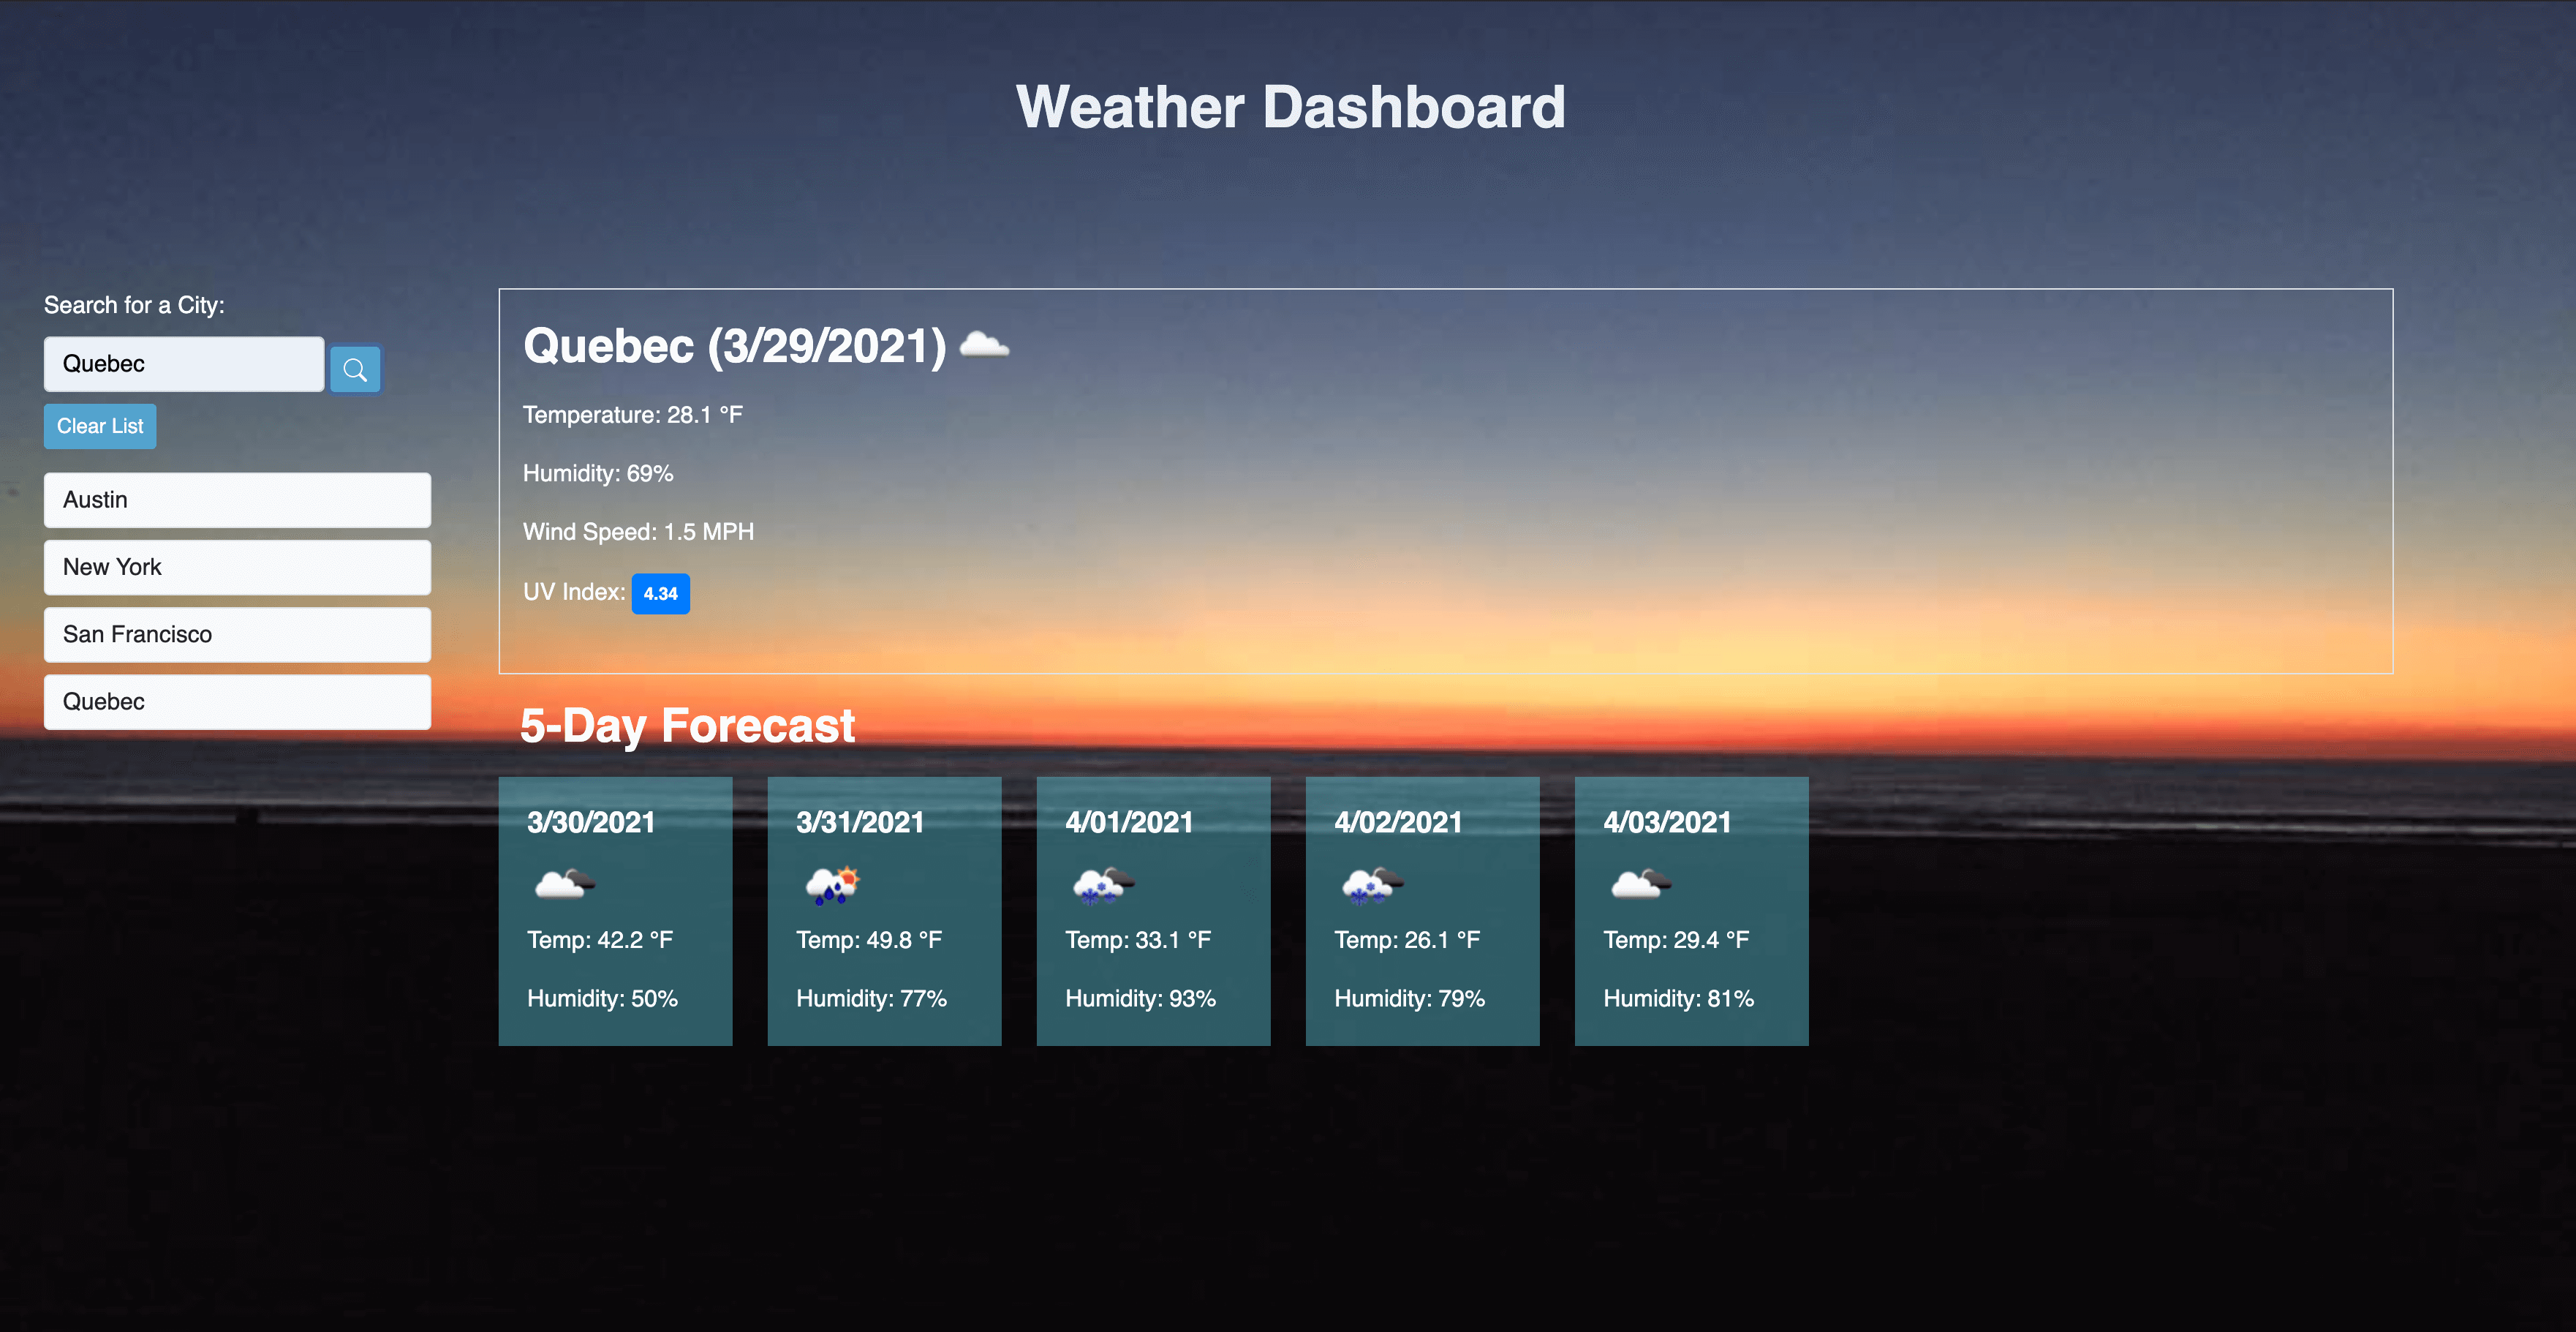 Weather Dashboard
Search for a City:
Quebec
Clear List
Austin
New York
San Francisco
Quebec
Quebec (3/29/2021)
Temperature: 28.1 °F
Humidity: 69%
Wind Speed: 1.5 MPH
UV Index: 4.34
5-Day Forecast
3/30/2021
Temp: 42.2 °F
Humidity: 50%
3/31/2021
Temp: 49.8 °F
Humidity: 77%
4/01/2021
Temp: 33.1 °F
Humidity: 93%
4/02/2021
Temp: 26.1 °F
Humidity: 79%
4/03/2021
Temp: 29.4 °F
Humidity: 81%